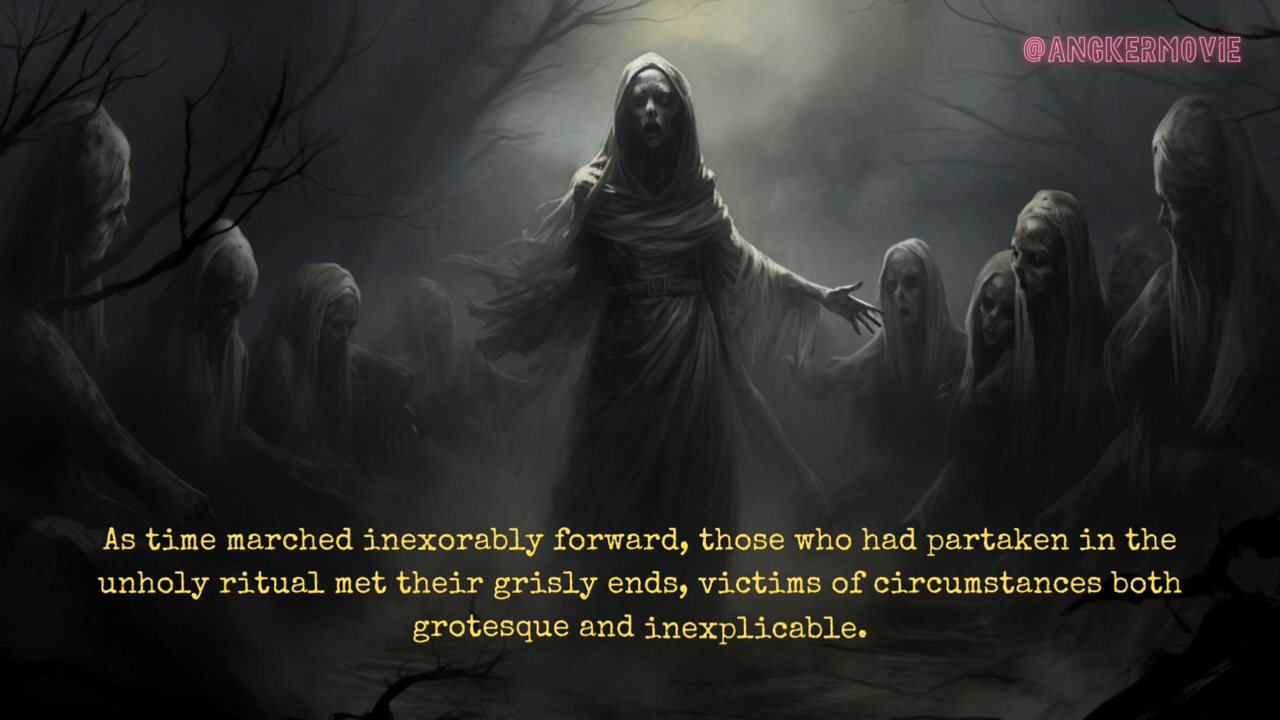 @ANGKERMOVIE
As time marched inexorably forward, those who had partaken in the
unholy ritual met their grisly ends, victims of circumstances both
grotesque and inexplicable.